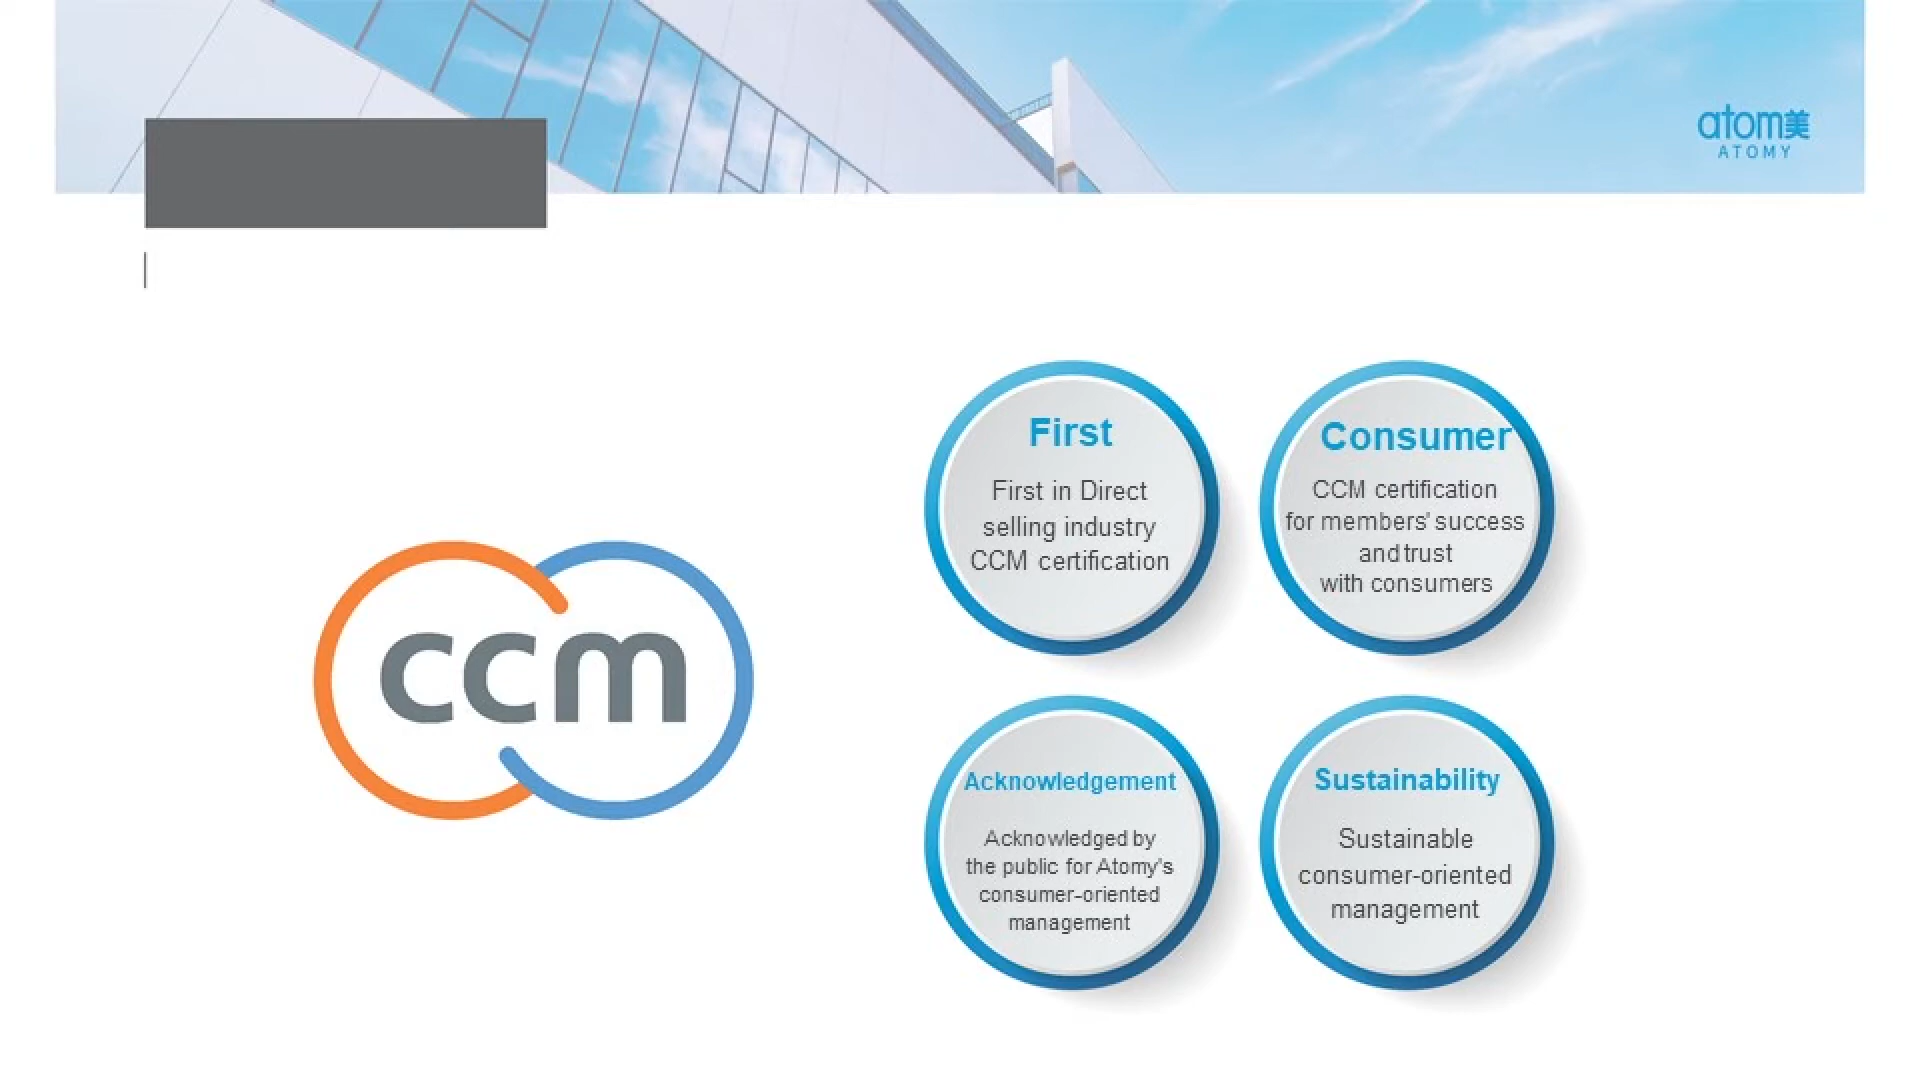 atom美
ATOMY
ccm
First
First in Direct
selling industry
CCM certification
Consumer
CCM certification
for members' success
and trust
with consumers
Acknowledgement
Acknowledged by
the public for Atomy's
consumer-oriented
management
Sustainability
Sustainable
consumer-oriented
management